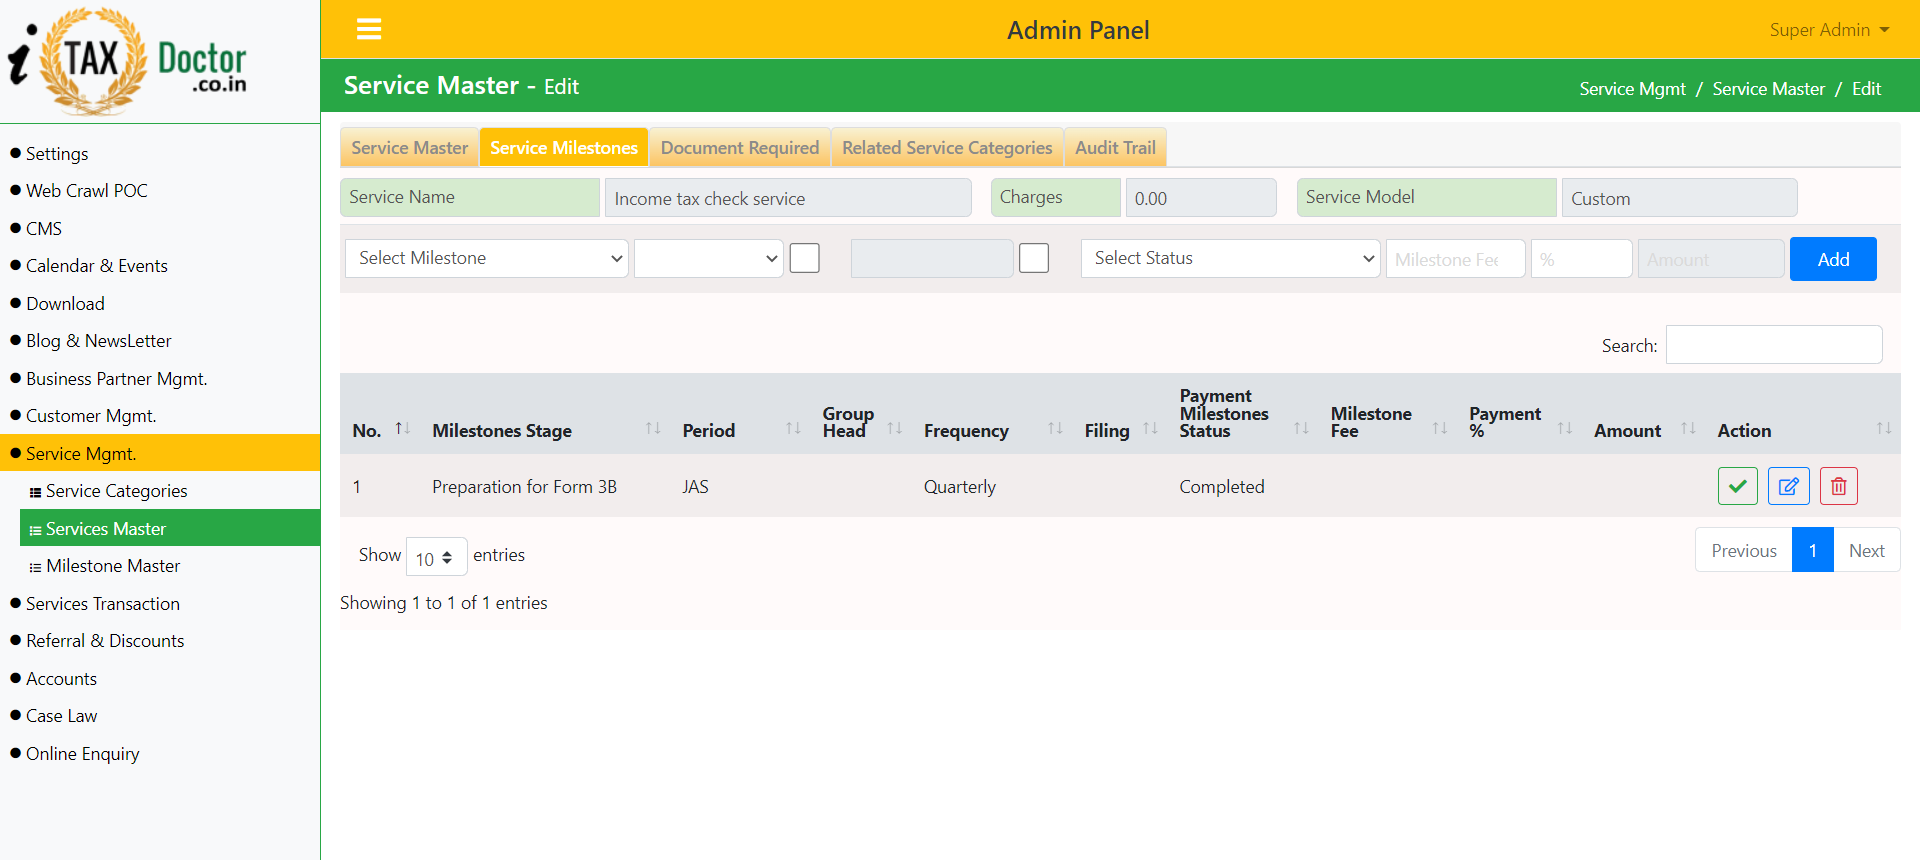 i TAX Doctor
.co.in
Admin Panel
Super Admin
Service Master - Edit
Service Mgmt / Service Master / Edit
Settings
Web Crawl POC
CMS
Calendar & Events
Download
Blog & NewsLetter
Business Partner Mgmt.
Customer Mgmt.
Service Mgmt.
Service Categories
Services Master
Milestone Master
Services Transaction
Referral & Discounts
Accounts
Case Law
Online Enquiry
Service Master Service Milestones Document Required Related Service Categories Audit Trail
Service Name Income tax check service Charges 0.00 Service Model Custom
Select Milestone Select Status Milestone Fee % Amount Add
Search:
No. Milestones Stage Period Group Head Frequency Filing Payment Milestones Status Milestone Fee Payment % Amount Action
1 Preparation for Form 3B JAS Quarterly Completed
Show 10 entries
Previous 1 Next
Showing 1 to 1 of 1 entries